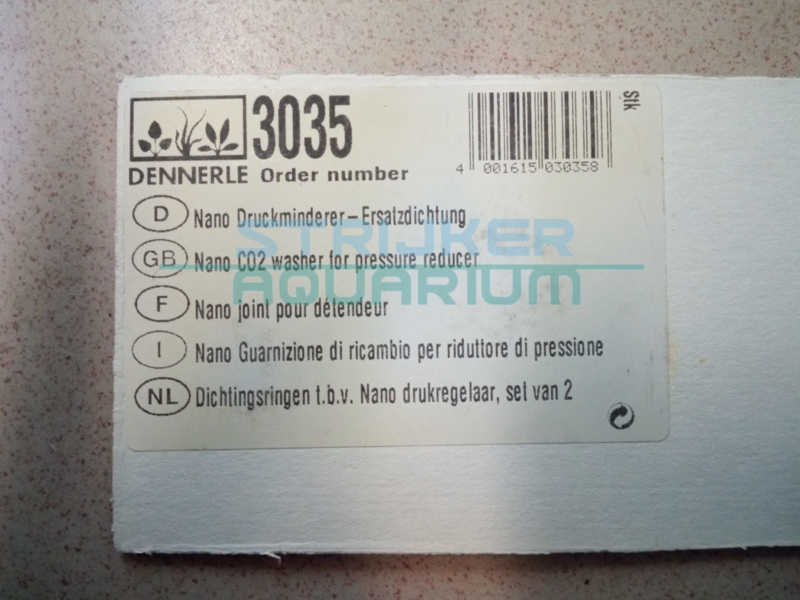 3035
Stk
4 001615 030358
DENNERLE Order number
D Nano Druckminderer-Ersatzdichtung
STRIJKER
GB Nano CO2 washer for pressure reducer
AQUARIUM
F Nano joint pour détendeur
I Nano Guarnizione di ricambio per riduttore di pressione
NL Dichtingsringen t.b.v. Nano drukregelaar, set van 2